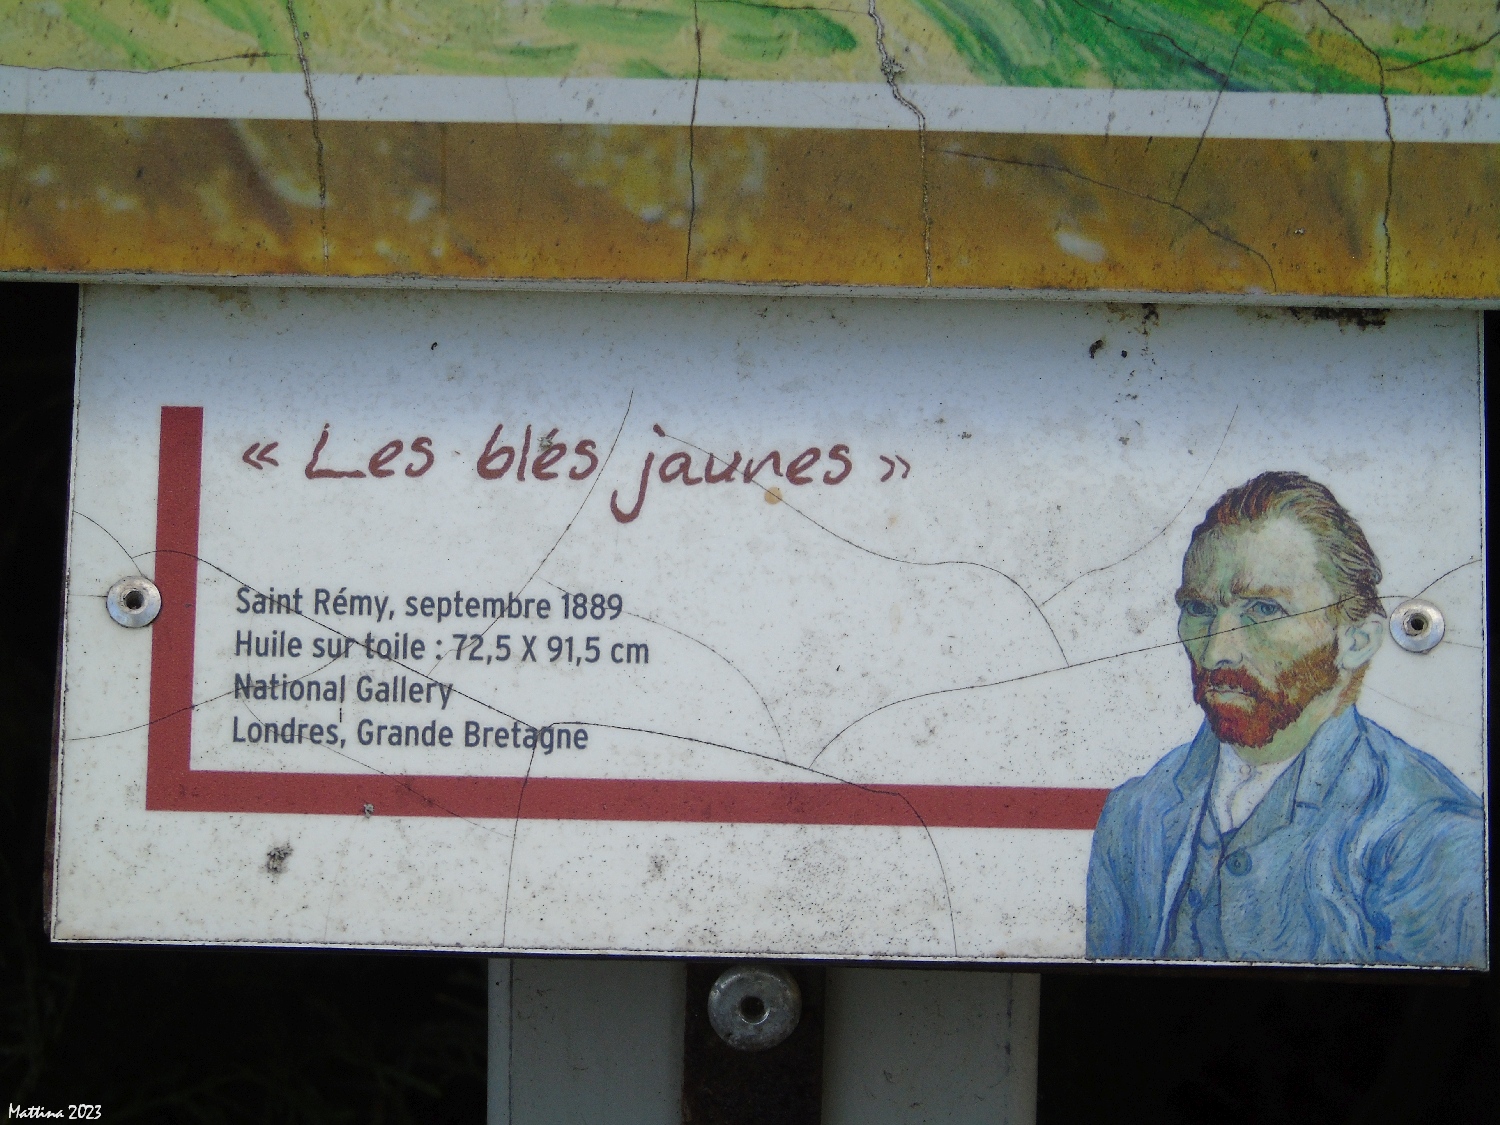 « Les blés jaunes »
Saint Rémy, septembre 1889
Huile sur toile : 72,5 X 91,5 cm
National Gallery
Londres, Grande Bretagne
Mattina 2023